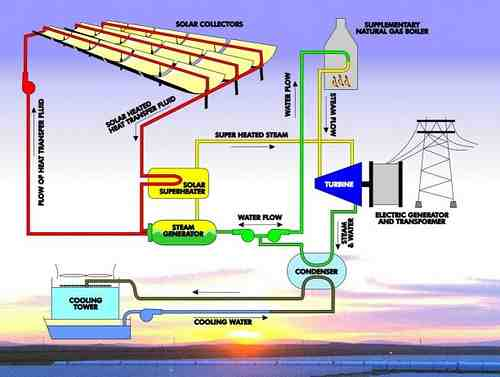 SOLAR COLLECTORS
SUPPLEMENTARY
NATURAL GAS BOILER
FLOW OF HEAT TRANSFER FLUID
SOLAR HEATED
HEAT TRANSFER FLUID
WATER FLOW
STEAM FLOW
SUPER HEATED STEAM
SOLAR
SUPERHEATER
TURBINE
ELECTRIC GENERATOR
AND TRANSFORMER
STEAM
GENERATOR
WATER FLOW
STEAM
& WATER
CONDENSER
COOLING
TOWER
COOLING WATER